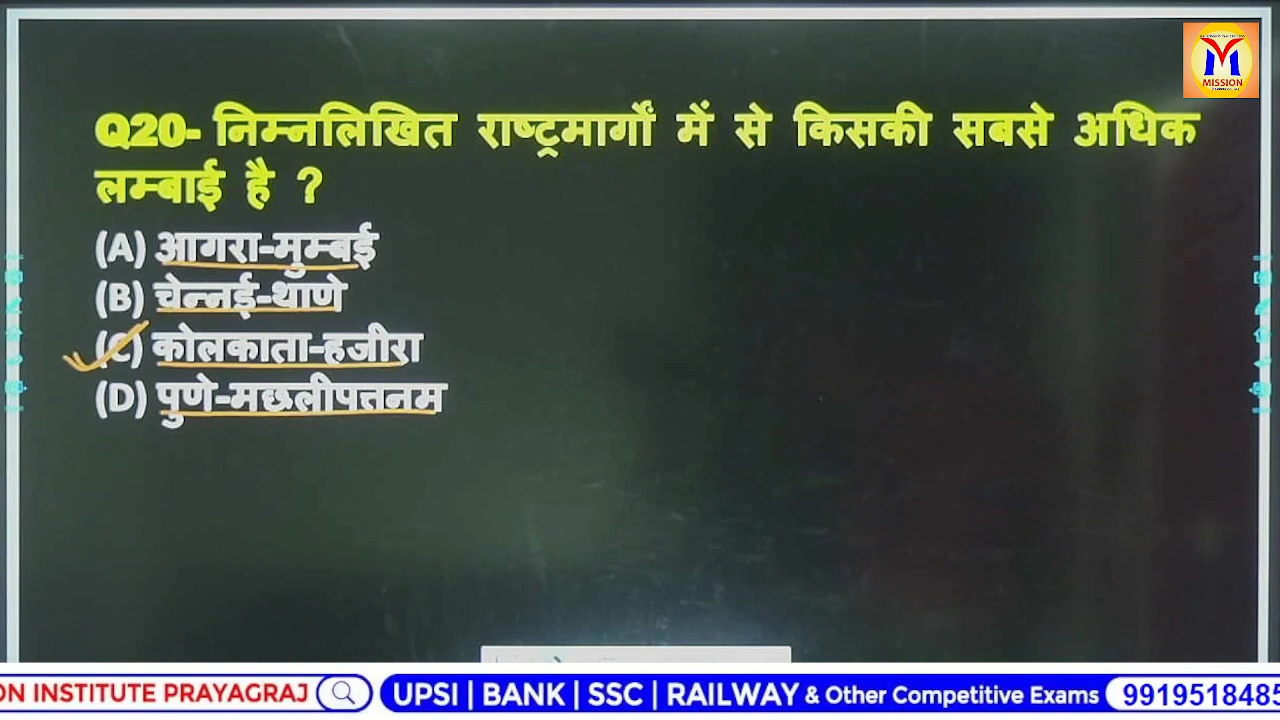 MISSION
Q20- निम्नलिखित राष्ट्रमार्गों में से किसकी सबसे अधिक
लम्बाई है ?
(A) आगरा-मुम्बई
(B) चेन्नई-थाणे
(C) कोलकाता-हजीरा
(D) पुणे-मछलीपत्तनम
ON INSTITUTE PRAYAGRAJ
UPSI | BANK | SSC | RAILWAY & Other Competitive Exams
9919518485